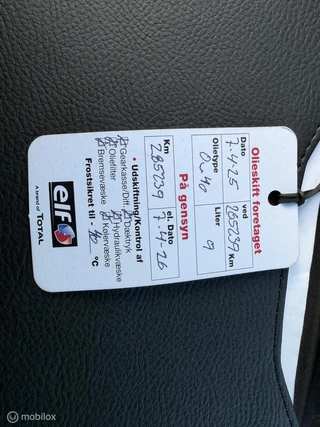 Olieskift foretaget
Dato ved Km
7.4-25 265239
Olietype Liter
0w40 9
På gensyn
Km el. Dato
285239 7.4-26
• Udskiftning/Kontrol af
Gearkasse/Diff. Dæktryk
Oliefilter Hydraulikvæske
Bremsevæske Kølervæske
Frostsikret til - 40 °C
elf
A brand of TOTAL
© mobilox